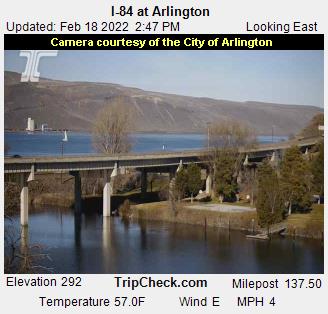 I-84 at Arlington
Updated: Feb 18 2022 2:47 PM Looking East
Camera courtesy of the City of Arlington
Elevation 292 TripCheck.com Milepost 137.50
Temperature 57.0F Wind E MPH 4